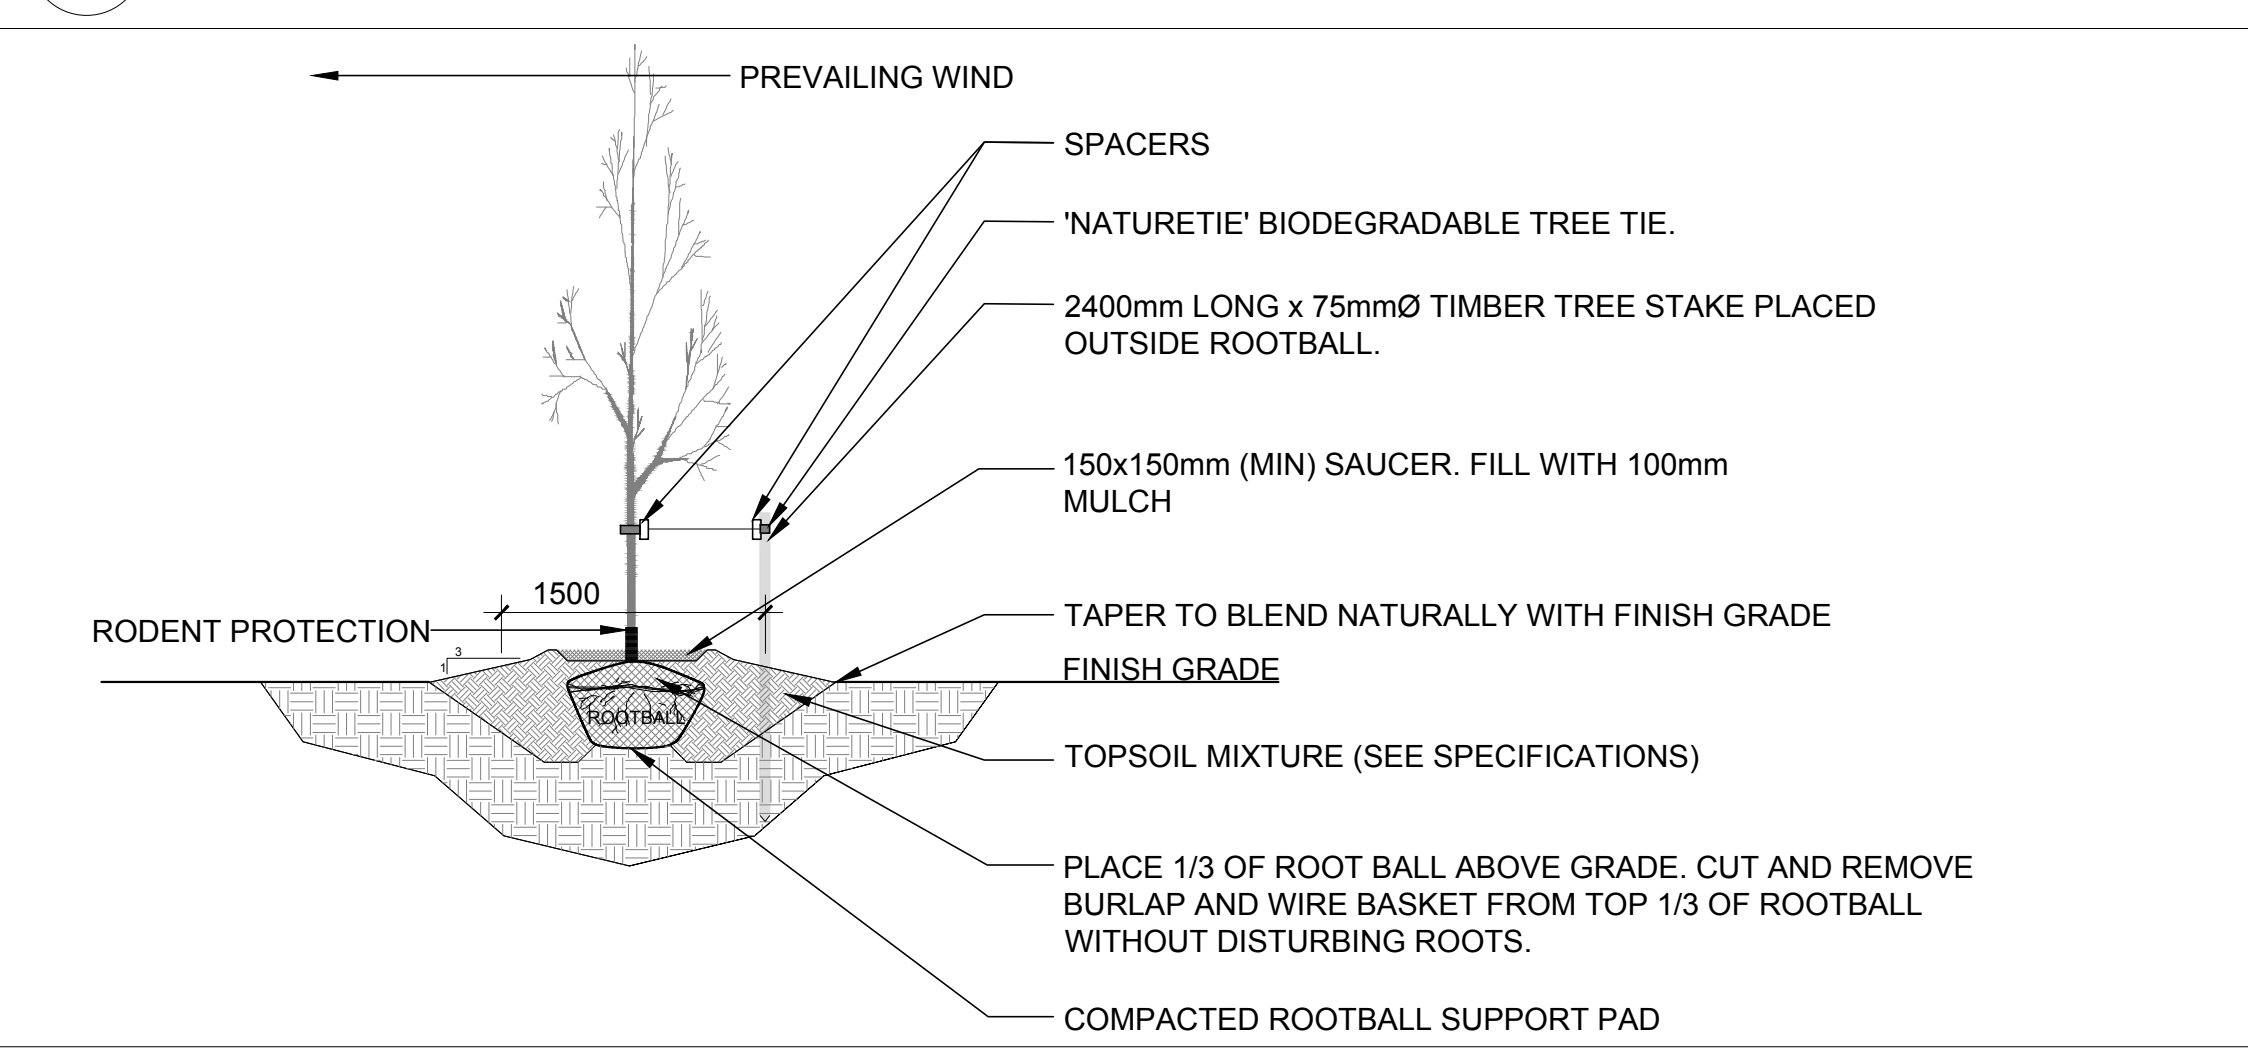 PREVAILING WIND
SPACERS
'NATURETIE' BIODEGRADABLE TREE TIE.
2400mm LONG x 75mmØ TIMBER TREE STAKE PLACED
OUTSIDE ROOTBALL.
150x150mm (MIN) SAUCER. FILL WITH 100mm
MULCH
1500
RODENT PROTECTION
TAPER TO BLEND NATURALLY WITH FINISH GRADE
3
1
FINISH GRADE
ROOTBALL
TOPSOIL MIXTURE (SEE SPECIFICATIONS)
PLACE 1/3 OF ROOT BALL ABOVE GRADE. CUT AND REMOVE
BURLAP AND WIRE BASKET FROM TOP 1/3 OF ROOTBALL
WITHOUT DISTURBING ROOTS.
COMPACTED ROOTBALL SUPPORT PAD